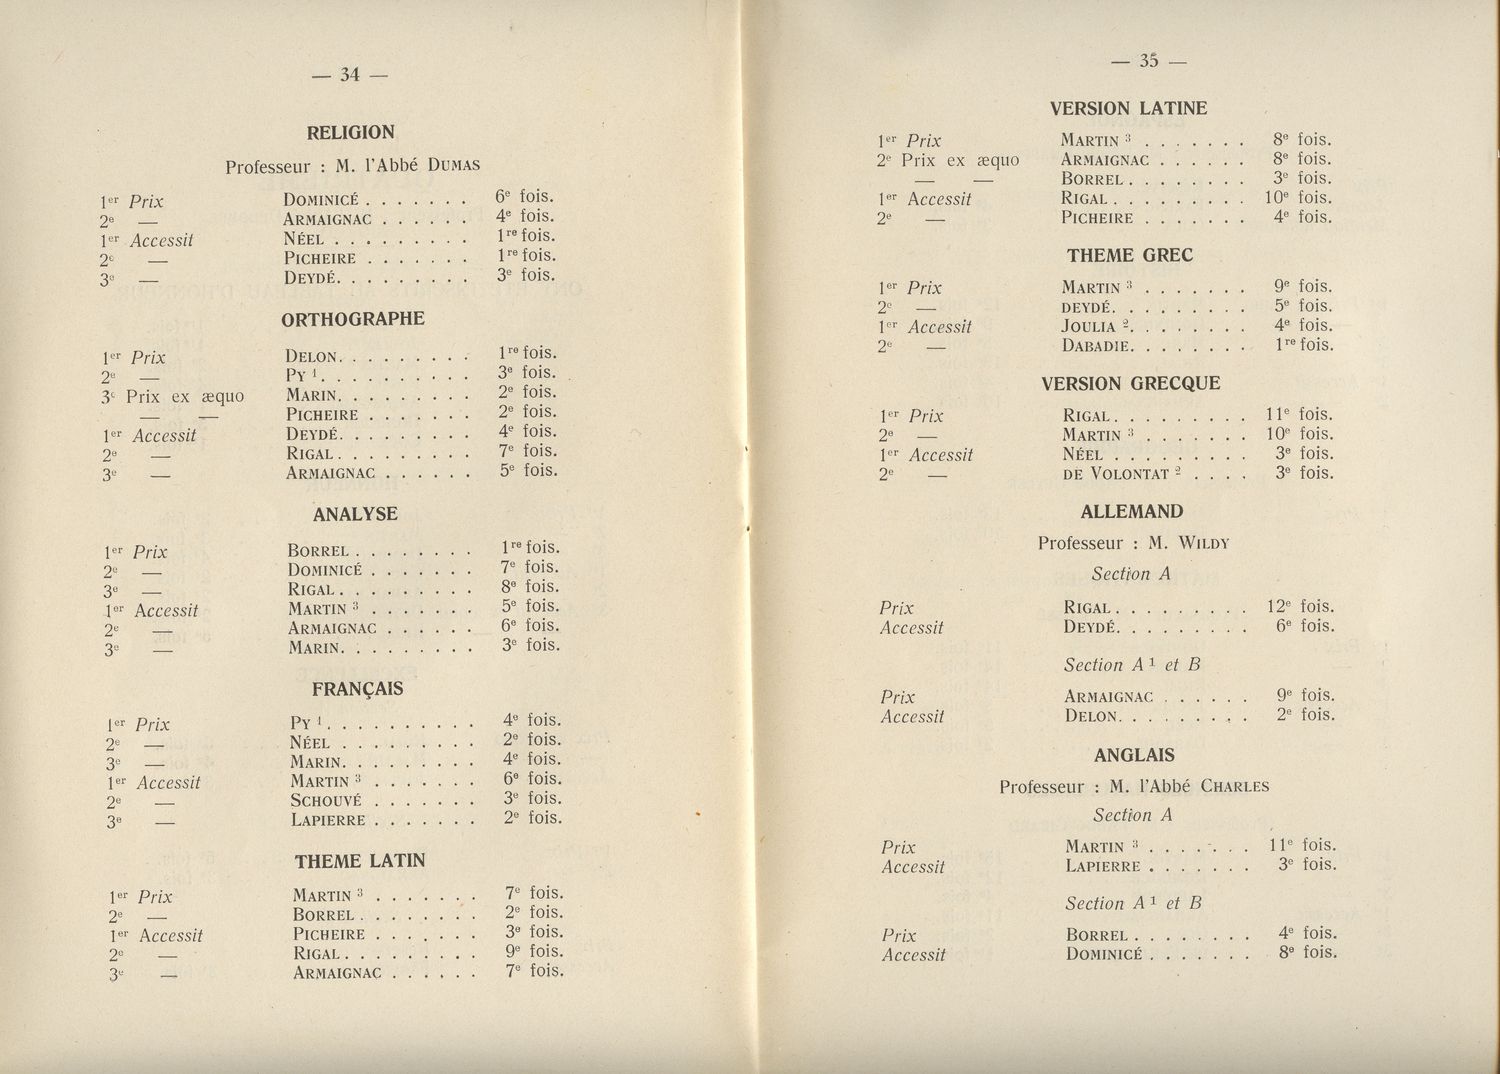 — 34 —
RELIGION
Professeur : M. l'Abbé DUMAS
1er Prix DOMINICÉ . . . . . . . 6e fois.
2e — ARMAIGNAC . . . . . . 4e fois.
1er Accessit NÉEL . . . . . . . . . 1re fois.
2e — PICHEIRE . . . . . . . 1re fois.
3e — DEYDÉ. . . . . . . . . 3e fois.
ORTHOGRAPHE
1er Prix DELON. . . . . . . . . 1re fois.
2e — PY 1. . . . . . . . . . 3e fois.
3e Prix ex æquo MARIN. . . . . . . . . 2e fois.
— — PICHEIRE . . . . . . . 2e fois.
1er Accessit DEYDÉ. . . . . . . . . 4e fois.
2e — RIGAL. . . . . . . . . 7e fois.
3e — ARMAIGNAC . . . . . . 5e fois.
ANALYSE
1er Prix BORREL . . . . . . . . 1re fois.
2e — DOMINICÉ . . . . . . . 7e fois.
3e — RIGAL. . . . . . . . . 8e fois.
1er Accessit MARTIN 3 . . . . . . . 5e fois.
2e — ARMAIGNAC . . . . . . 6e fois.
3e — MARIN. . . . . . . . . 3e fois.
FRANÇAIS
1er Prix PY 1. . . . . . . . . . 4e fois.
2e — NÉEL . . . . . . . . . 2e fois.
3e — MARIN. . . . . . . . . 4e fois.
1er Accessit MARTIN 3 . . . . . . . 6e fois.
2e — SCHOUVÉ . . . . . . . 3e fois.
3e — LAPIERRE . . . . . . . 2e fois.
THEME LATIN
1er Prix MARTIN 3 . . . . . . . 7e fois.
2e — BORREL . . . . . . . . 2e fois.
1er Accessit PICHEIRE . . . . . . . 3e fois.
2e — RIGAL. . . . . . . . . 9e fois.
3e — ARMAIGNAC . . . . . . 7e fois.
— 35 —
VERSION LATINE
1er Prix MARTIN 3 . . . . . . . 8e fois.
2e Prix ex æquo ARMAIGNAC . . . . . . 8e fois.
— — BORREL . . . . . . . . 3e fois.
1er Accessit RIGAL. . . . . . . . . 10e fois.
2e — PICHEIRE . . . . . . . 4e fois.
THEME GREC
1er Prix MARTIN 3 . . . . . . . 9e fois.
2e — DEYDÉ. . . . . . . . . 5e fois.
1er Accessit JOULIA 2. . . . . . . . 4e fois.
2e — DABADIE. . . . . . . . 1re fois.
VERSION GRECQUE
1er Prix RIGAL. . . . . . . . . 11e fois.
2e — MARTIN 3 . . . . . . . 10e fois.
1er Accessit NÉEL . . . . . . . . . 3e fois.
2e — DE VOLONTAT 2 . . . . 3e fois.
ALLEMAND
Professeur : M. WILDY
Section A
Prix RIGAL. . . . . . . . . 12e fois.
Accessit DEYDÉ. . . . . . . . . 6e fois.
Section A 1 et B
Prix ARMAIGNAC . . . . . . 9e fois.
Accessit DELON. . . . . . . . . 2e fois.
ANGLAIS
Professeur : M. l'Abbé CHARLES
Section A
Prix MARTIN 3 . . . . . . . 11e fois.
Accessit LAPIERRE . . . . . . . 3e fois.
Section A 1 et B
Prix BORREL . . . . . . . . 4e fois.
Accessit DOMINICÉ . . . . . . . 8e fois.